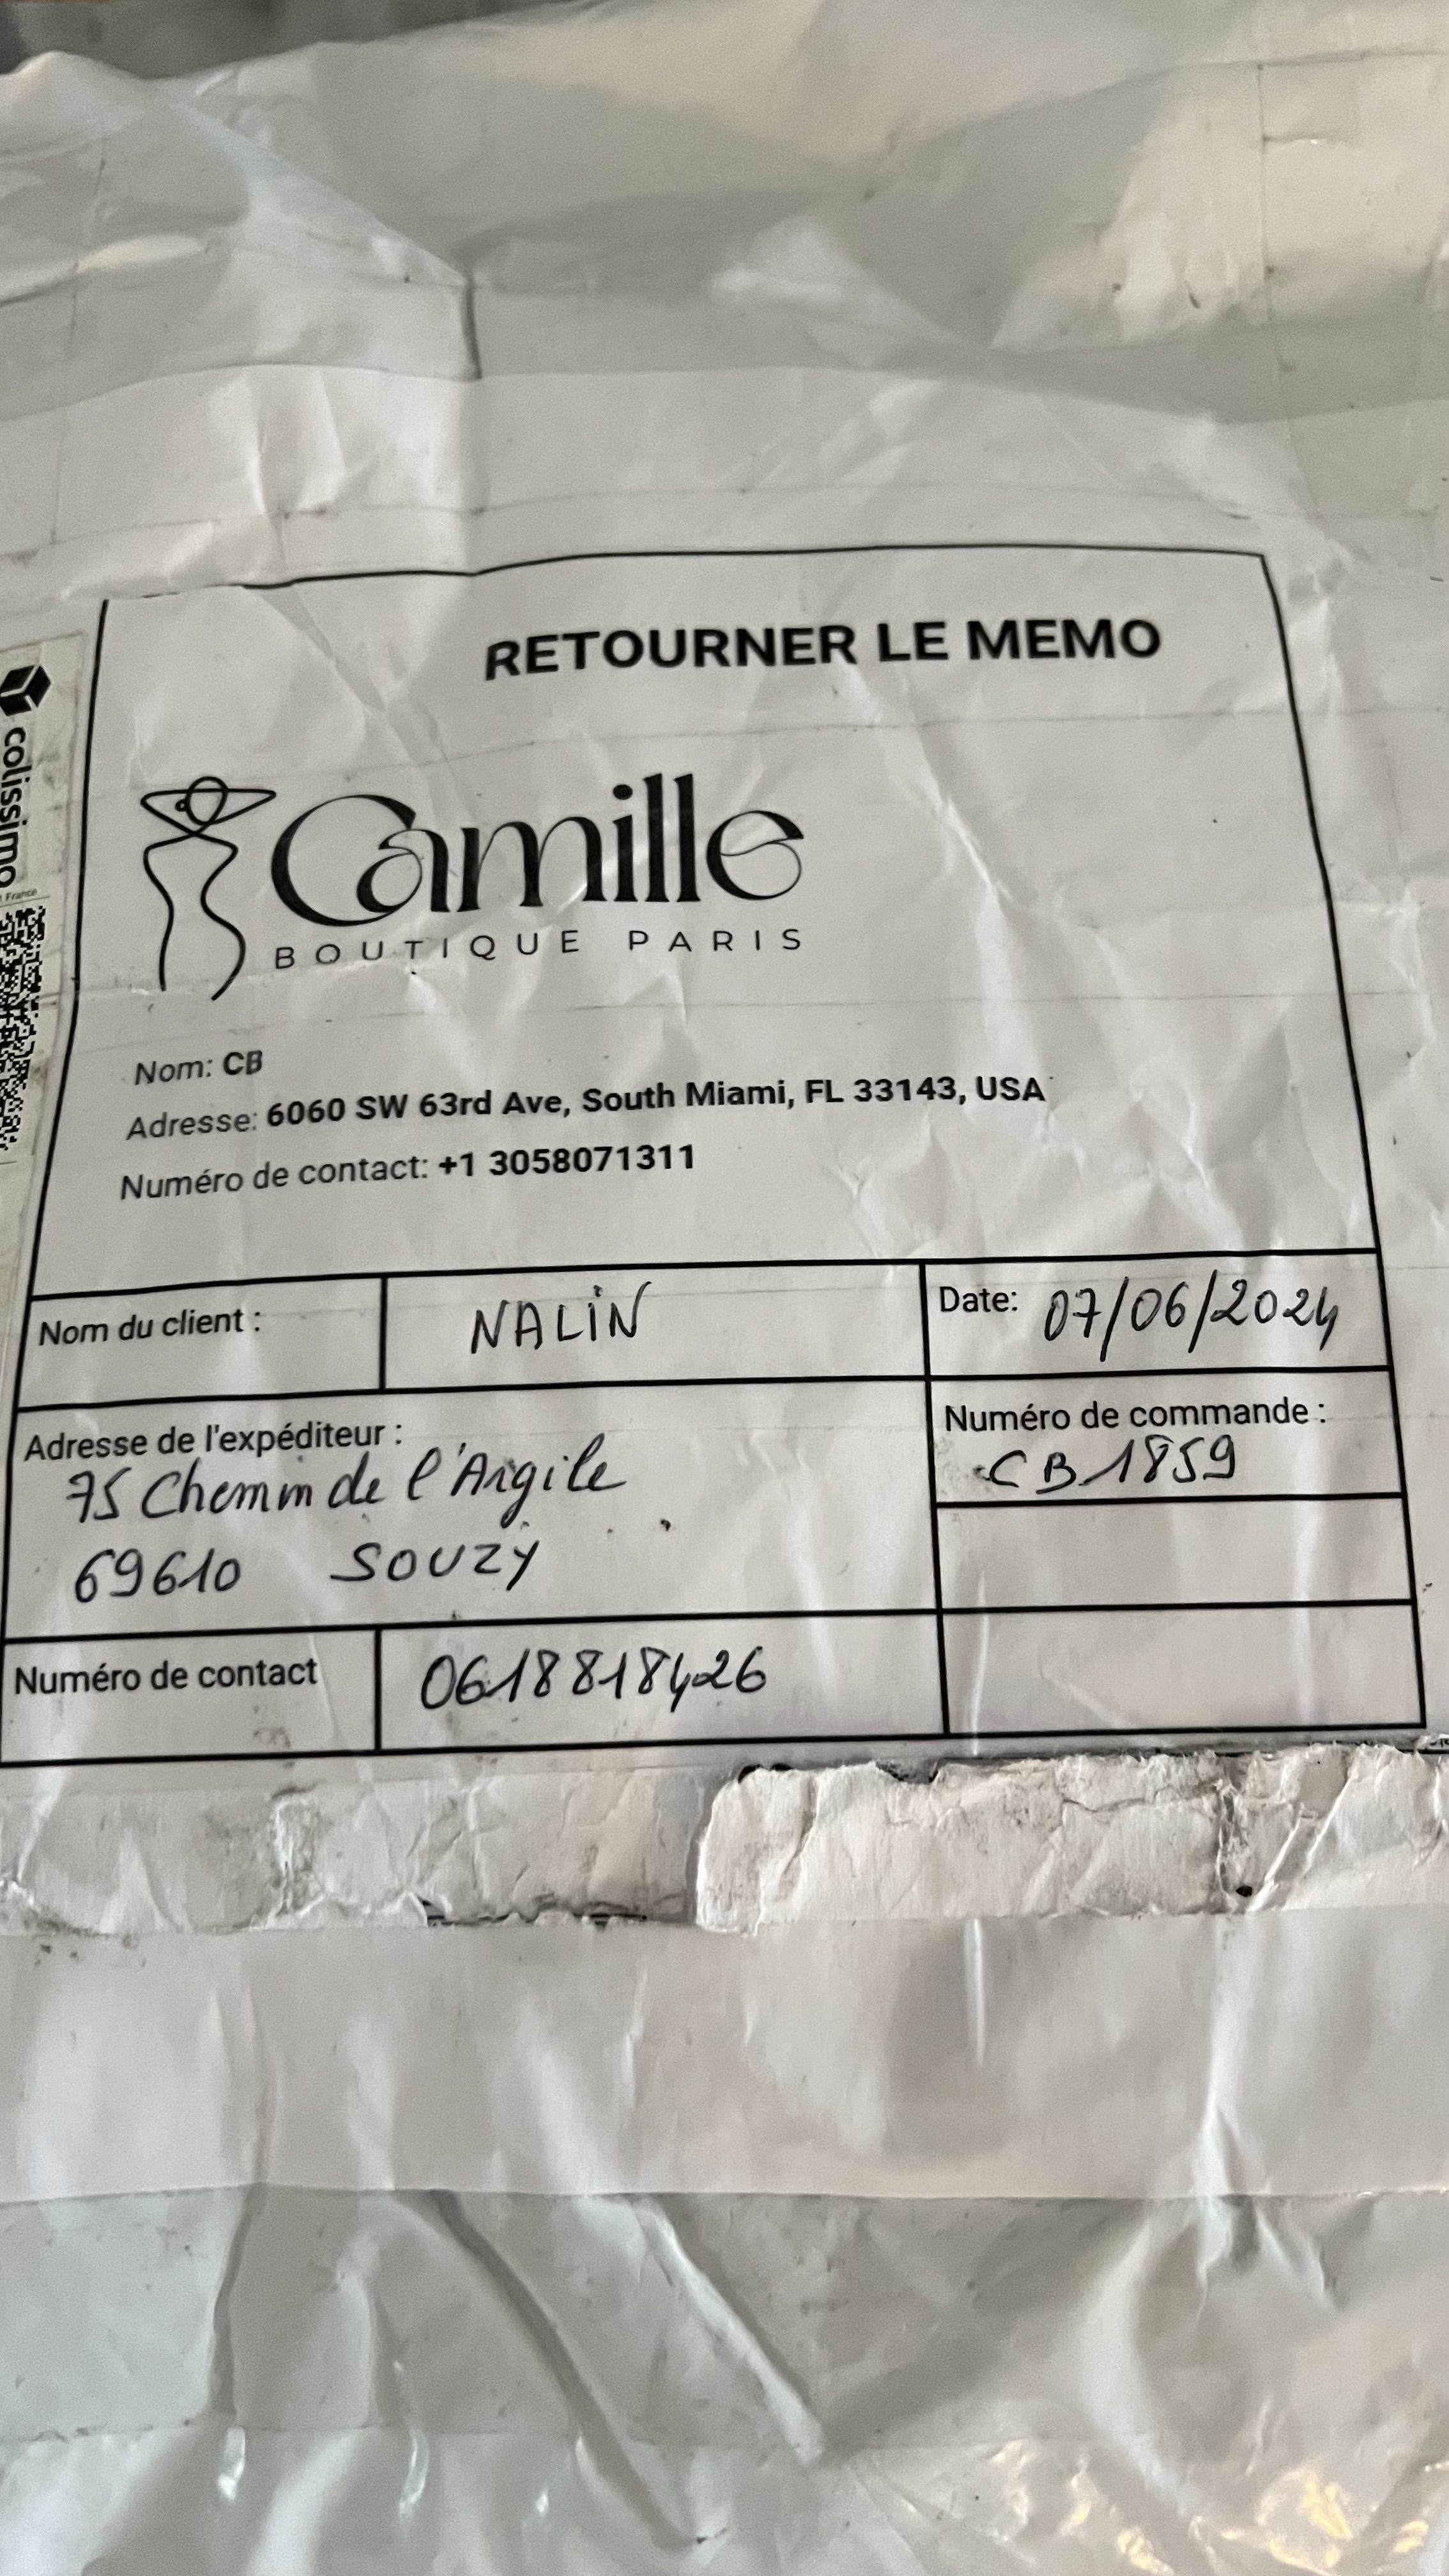 RETOURNER LE MEMO
colissimo
Camille
BOUTIQUE PARIS
Nom: CB
Adresse: 6060 SW 63rd Ave, South Miami, FL 33143, USA
Numéro de contact: +1 3058071311
Nom du client : NALIN
Date: 07/06/2024
Adresse de l'expéditeur :
75 Chemin de l'Argile
69610 SOUZY
Numéro de commande :
CB1859
Numéro de contact 0618818426